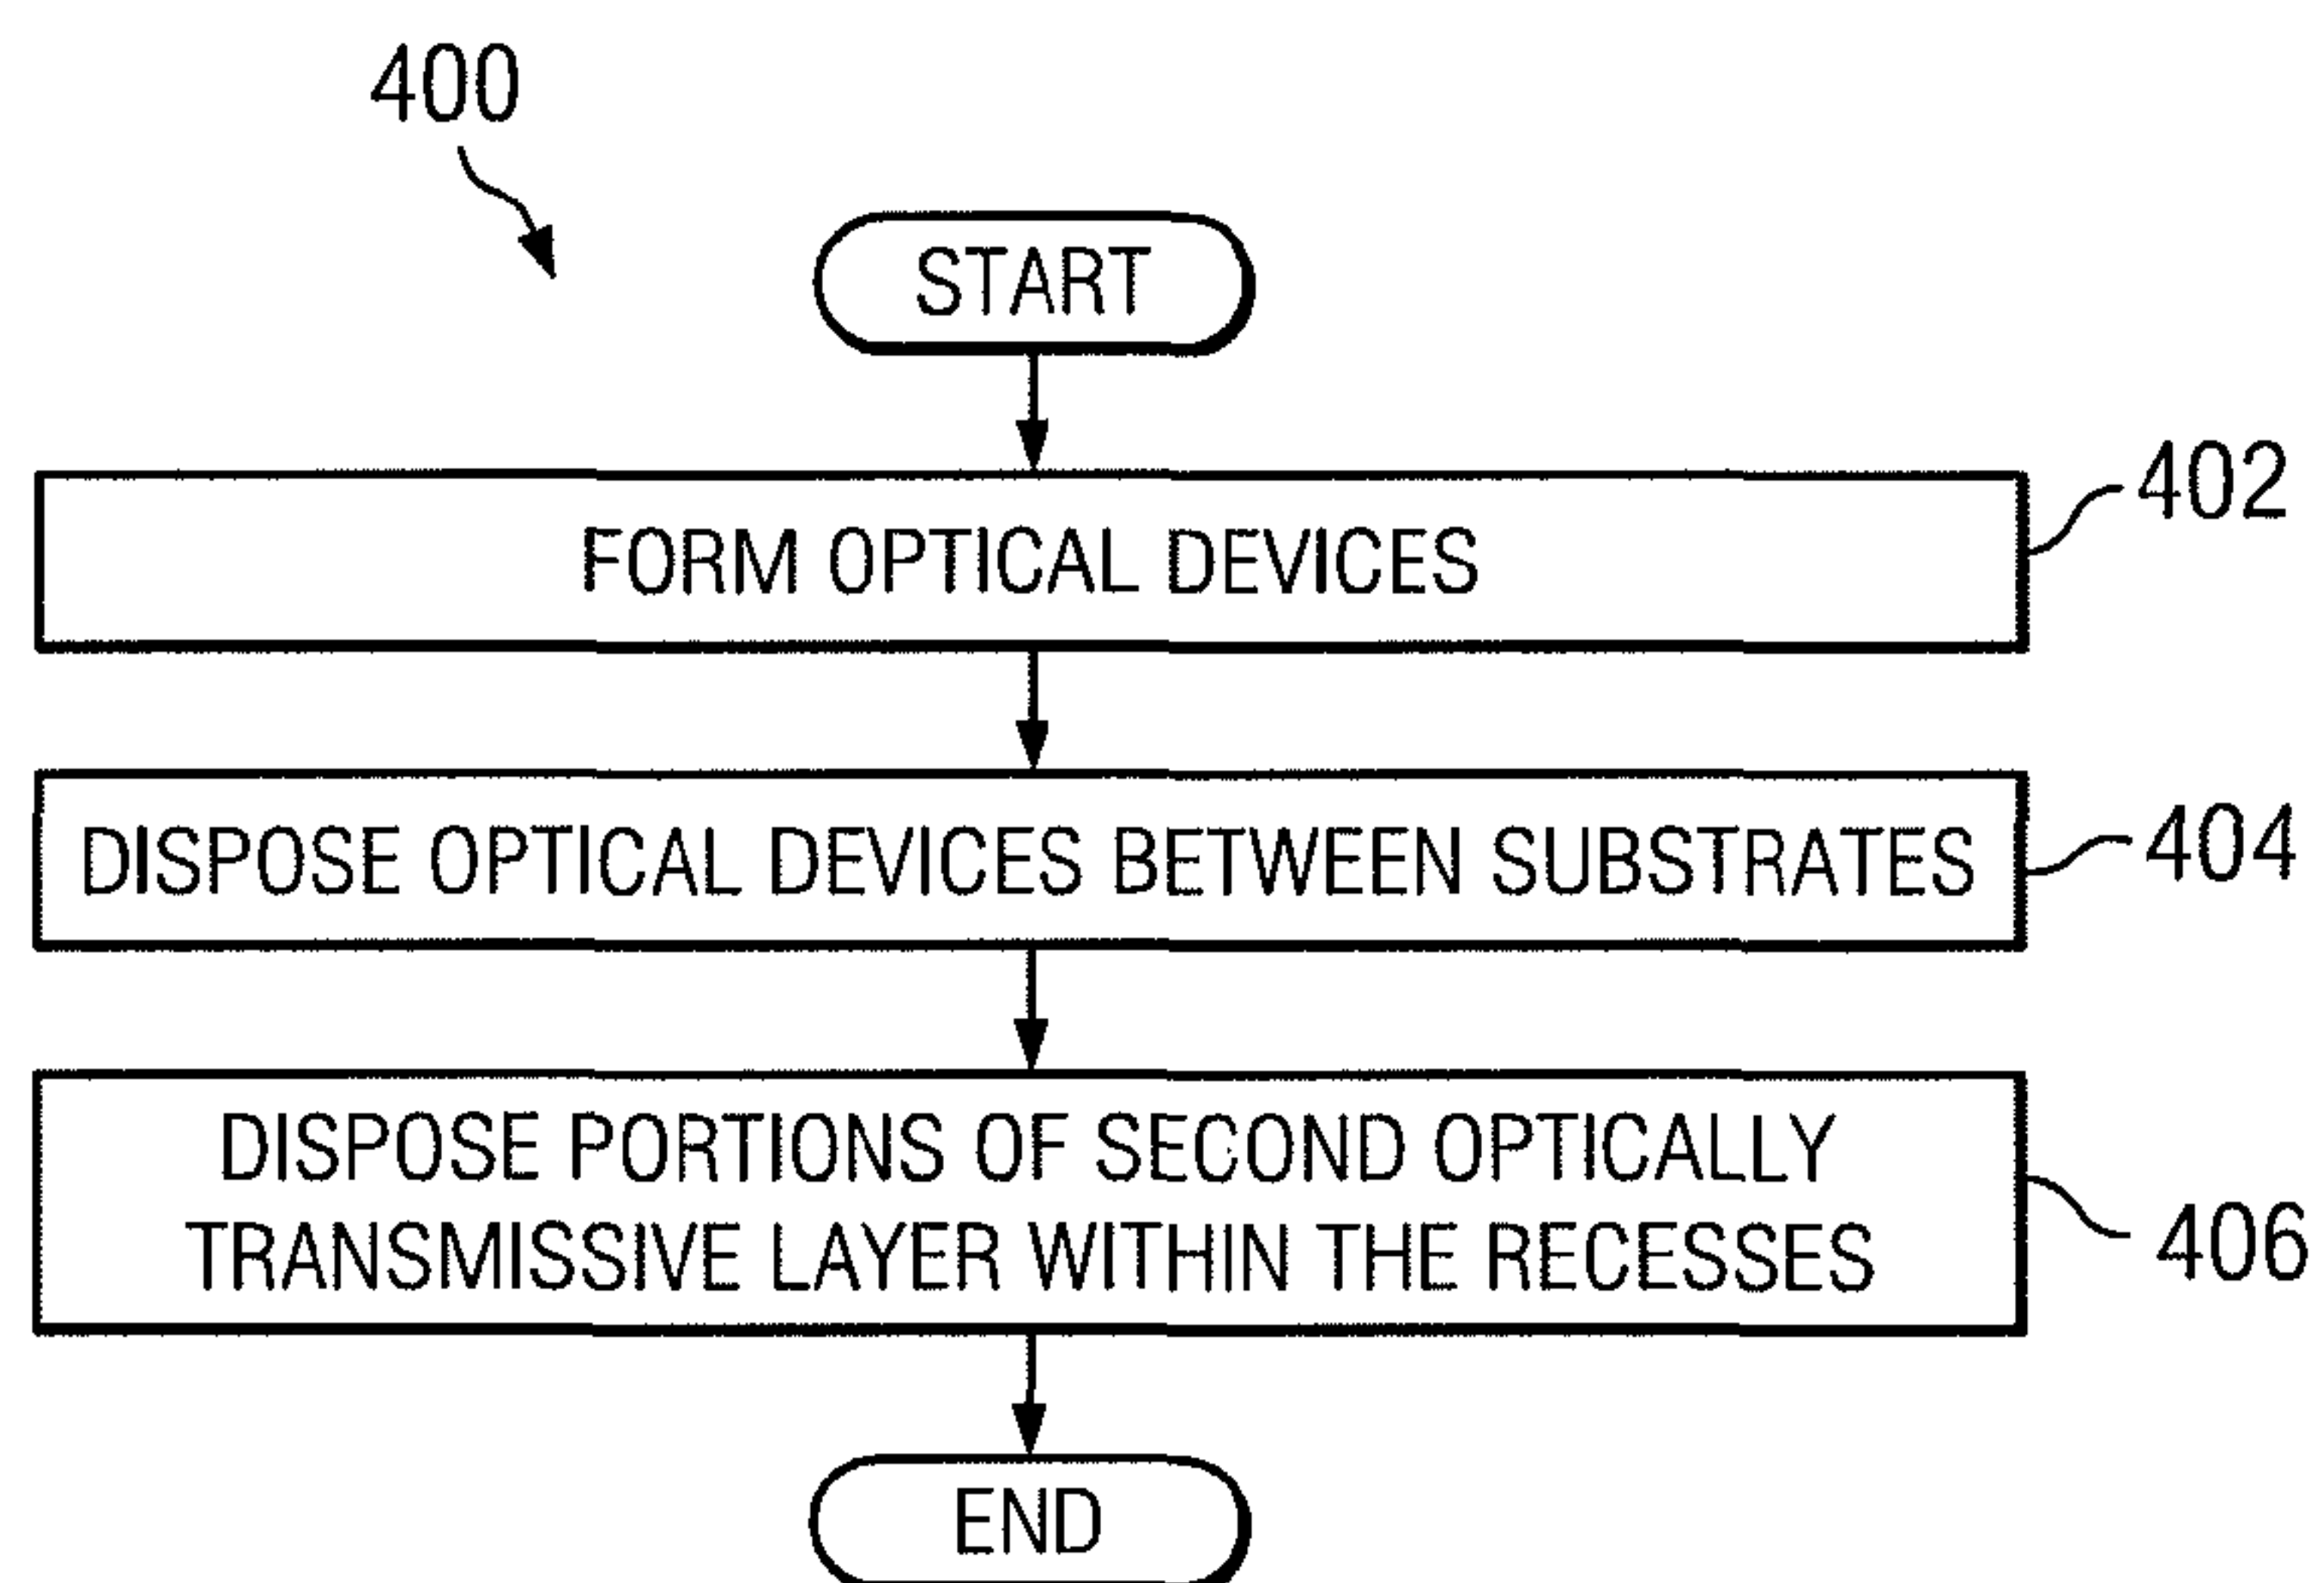 400
START
FORM OPTICAL DEVICES
402
DISPOSE OPTICAL DEVICES BETWEEN SUBSTRATES
404
DISPOSE PORTIONS OF SECOND OPTICALLY
TRANSMISSIVE LAYER WITHIN THE RECESSES
406
END